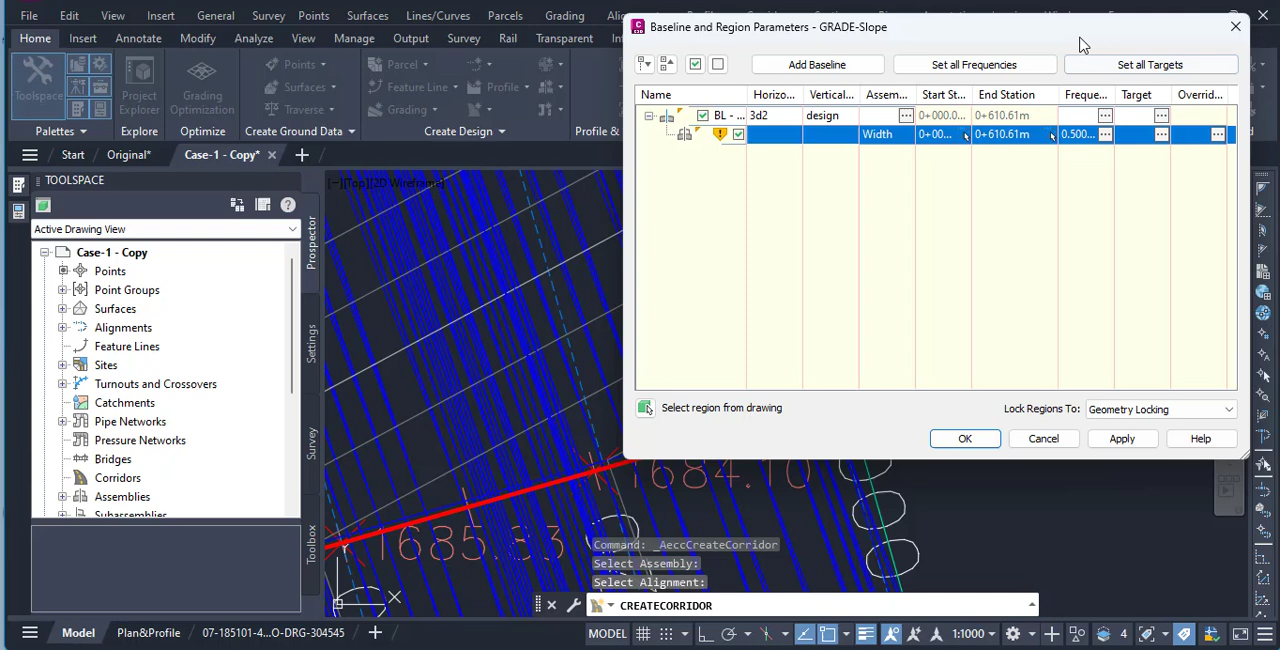 File Edit View Insert General Survey Points Surfaces Lines/Curves Parcels Grading
Home Insert Annotate Modify Analyze View Manage Output Survey Rail Transparent
Toolspace
Project Explorer
Grading Optimization
Points
Surfaces
Traverse
Parcel
Feature Line
Grading
Profile
Palettes Explore Optimize Create Ground Data Create Design Profile &
Start Original* Case-1 - Copy*
TOOLSPACE
Active Drawing View
Case-1 - Copy
Points
Point Groups
Surfaces
Alignments
Feature Lines
Sites
Turnouts and Crossovers
Catchments
Pipe Networks
Pressure Networks
Bridges
Corridors
Assemblies
Subassemblies
Prospector
Settings
Survey
Toolbox
[−][Top][2D Wireframe]
1685.83
1684.10
Baseline and Region Parameters - GRADE-Slope
Add Baseline Set all Frequencies Set all Targets
Name Horizo... Vertical... Assem... Start St... End Station Freque... Target Overrid...
BL - ... 3d2 design 0+000.0... 0+610.61m
Width 0+00... 0+610.61m 0.500...
Select region from drawing
Lock Regions To: Geometry Locking
OK Cancel Apply Help
Command: _AeccCreateCorridor
Select Assembly:
Select Alignment:
CREATECORRIDOR
Model Plan&Profile 07-185101-4...O-DRG-304545
MODEL 1:1000 4